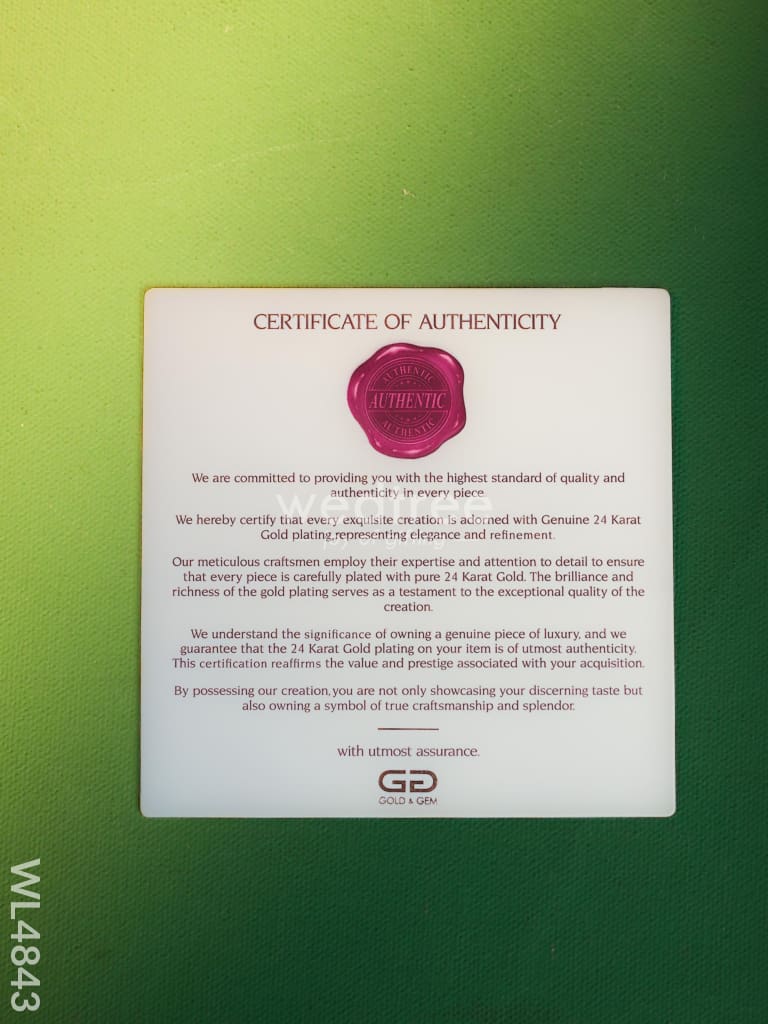 CERTIFICATE OF AUTHENTICITY
AUTHENTIC
AUTHENTIC
AUTHENTIC
We are committed to providing you with the highest standard of quality and
authenticity in every piece.
wedtree
joy of gifting
We hereby certify that every exquisite creation is adorned with Genuine 24 Karat
Gold plating,representing elegance and refinement.
Our meticulous craftsmen employ their expertise and attention to detail to ensure
that every piece is carefully plated with pure 24 Karat Gold. The brilliance and
richness of the gold plating serves as a testament to the exceptional quality of the
creation.
We understand the significance of owning a genuine piece of luxury, and we
guarantee that the 24 Karat Gold plating on your item is of utmost authenticity.
This certification reaffirms the value and prestige associated with your acquisition.
By possessing our creation,you are not only showcasing your discerning taste but
also owning a symbol of true craftsmanship and splendor.
with utmost assurance.
GG
GOLD & GEM
WL4843